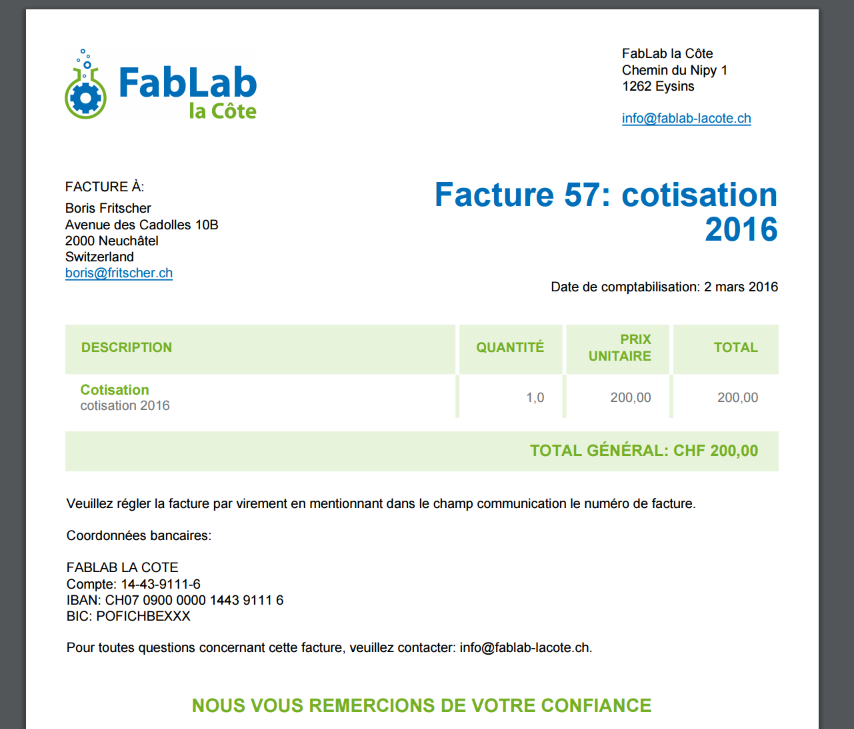 FabLab
la Côte
FabLab la Côte
Chemin du Nipy 1
1262 Eysins
info@fablab-lacote.ch
FACTURE À:
Boris Fritscher
Avenue des Cadolles 10B
2000 Neuchâtel
Switzerland
boris@fritscher.ch
Facture 57: cotisation
2016
Date de comptabilisation: 2 mars 2016
DESCRIPTION QUANTITÉ PRIX UNITAIRE TOTAL
Cotisation
cotisation 2016 1,0 200,00 200,00
TOTAL GÉNÉRAL: CHF 200,00
Veuillez régler la facture par virement en mentionnant dans le champ communication le numéro de facture.
Coordonnées bancaires:
FABLAB LA COTE
Compte: 14-43-9111-6
IBAN: CH07 0900 0000 1443 9111 6
BIC: POFICHBEXXX
Pour toutes questions concernant cette facture, veuillez contacter: info@fablab-lacote.ch.
NOUS VOUS REMERCIONS DE VOTRE CONFIANCE